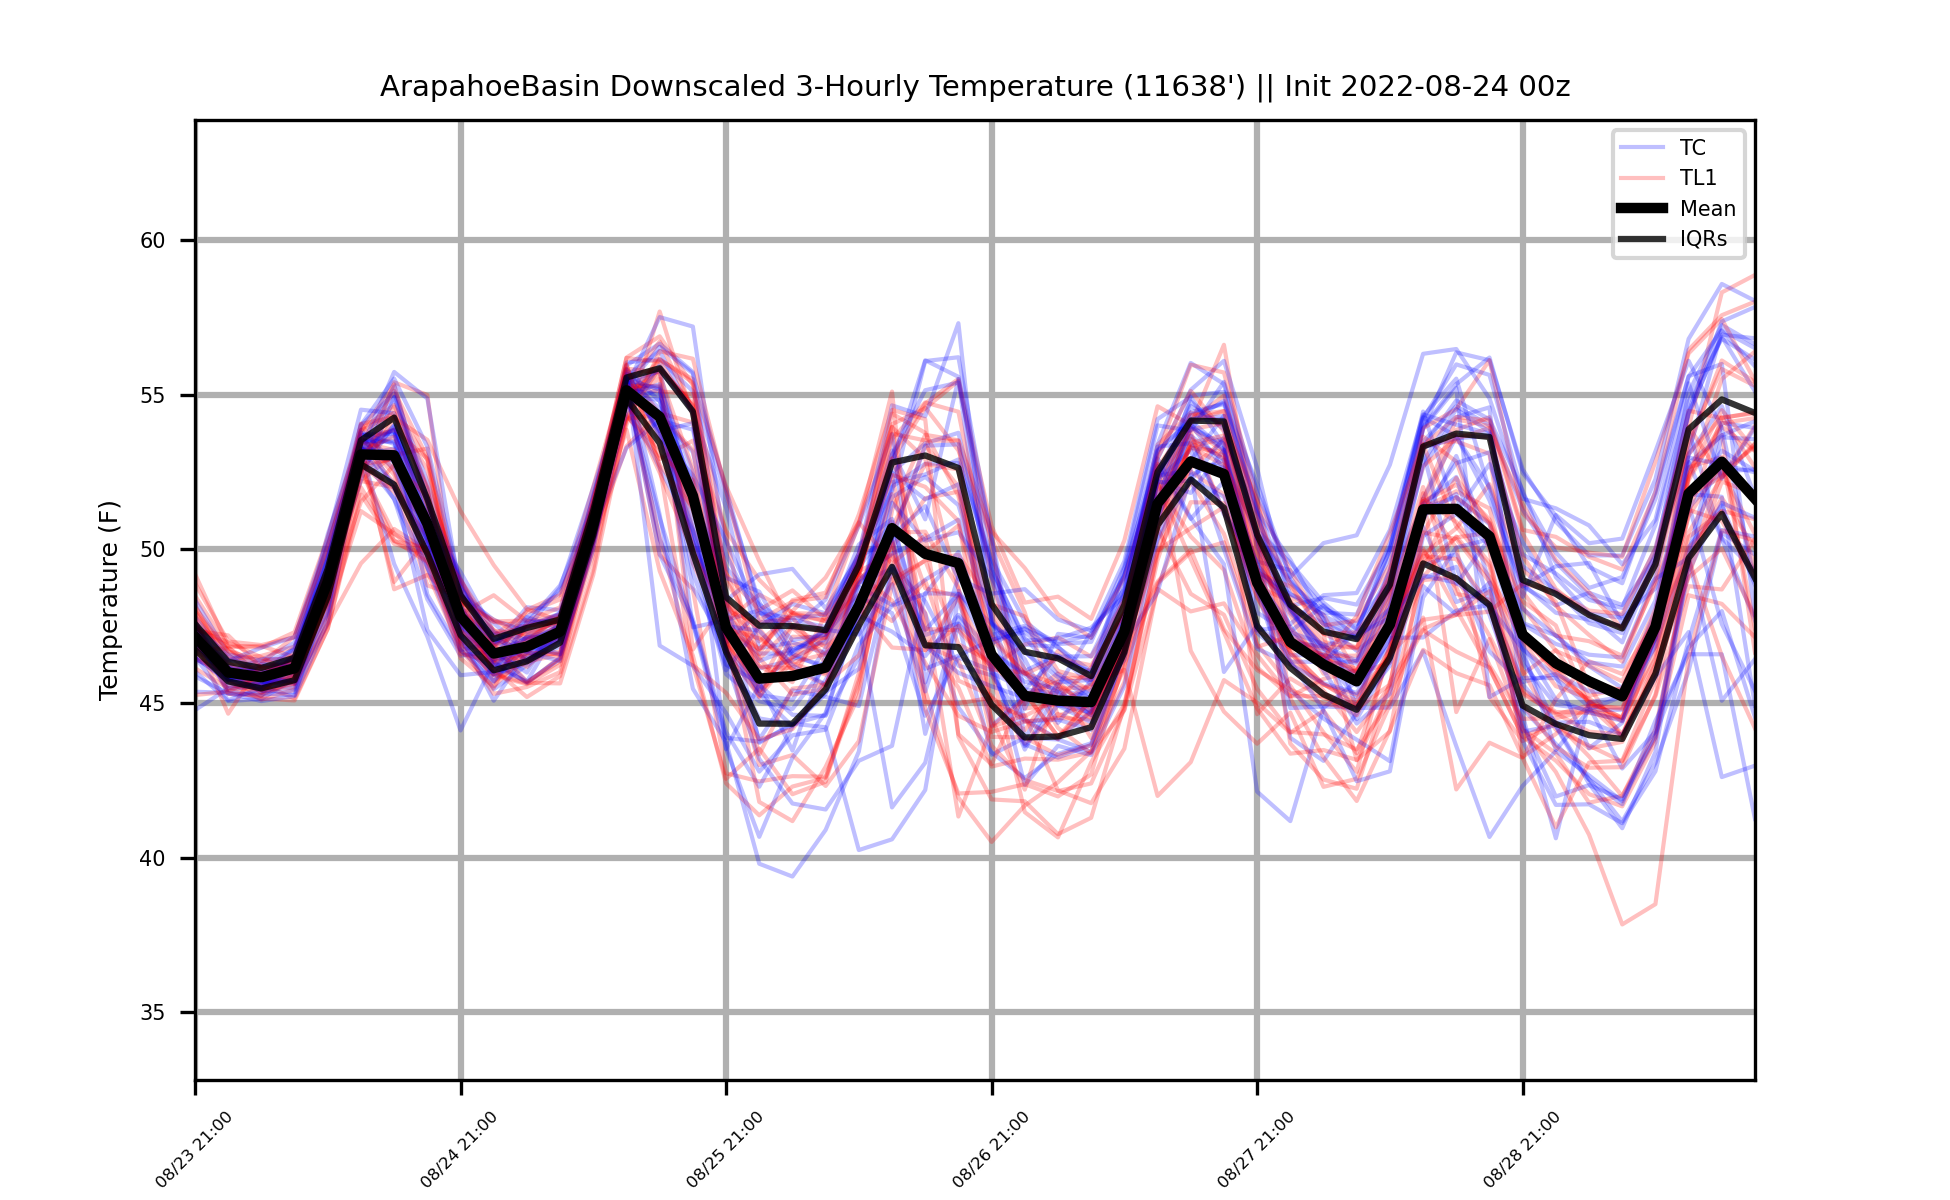 ArapahoeBasin Downscaled 3-Hourly Temperature (11638') || Init 2022-08-24 00z
TC
TL1
Mean
IQRs
Temperature (F)
60
55
50
45
40
35
08/23 21:00
08/24 21:00
08/25 21:00
08/26 21:00
08/27 21:00
08/28 21:00